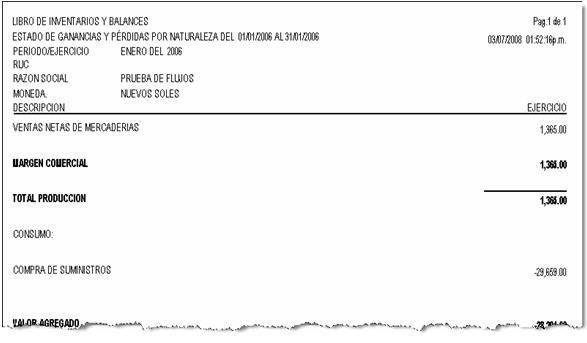 LIBRO DE INVENTARIOS Y BALANCES Pag.1 de 1
ESTADO DE GANANCIAS Y PÉRDIDAS POR NATURALEZA DEL 01/01/2006 AL 31/01/2006 03/07/2008 01:52:16p.m.
PERIODO/EJERCICIO ENERO DEL 2006
RUC
RAZON SOCIAL PRUEBA DE FLUJOS
MONEDA. NUEVOS SOLES
DESCRIPCION EJERCICIO
VENTAS NETAS DE MERCADERIAS 1,365.00
MARGEN COMERCIAL 1,365.00
TOTAL PRODUCCION 1,365.00
CONSUMO:
COMPRA DE SUMINISTROS -29,659.00
VALOR AGREGADO